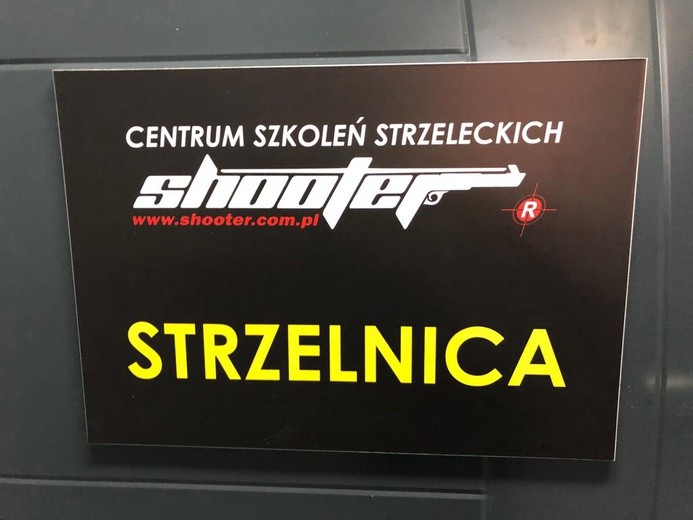 CENTRUM SZKOLEŃ STRZELECKICH
shooter
www.shooter.com.pl
R
STRZELNICA